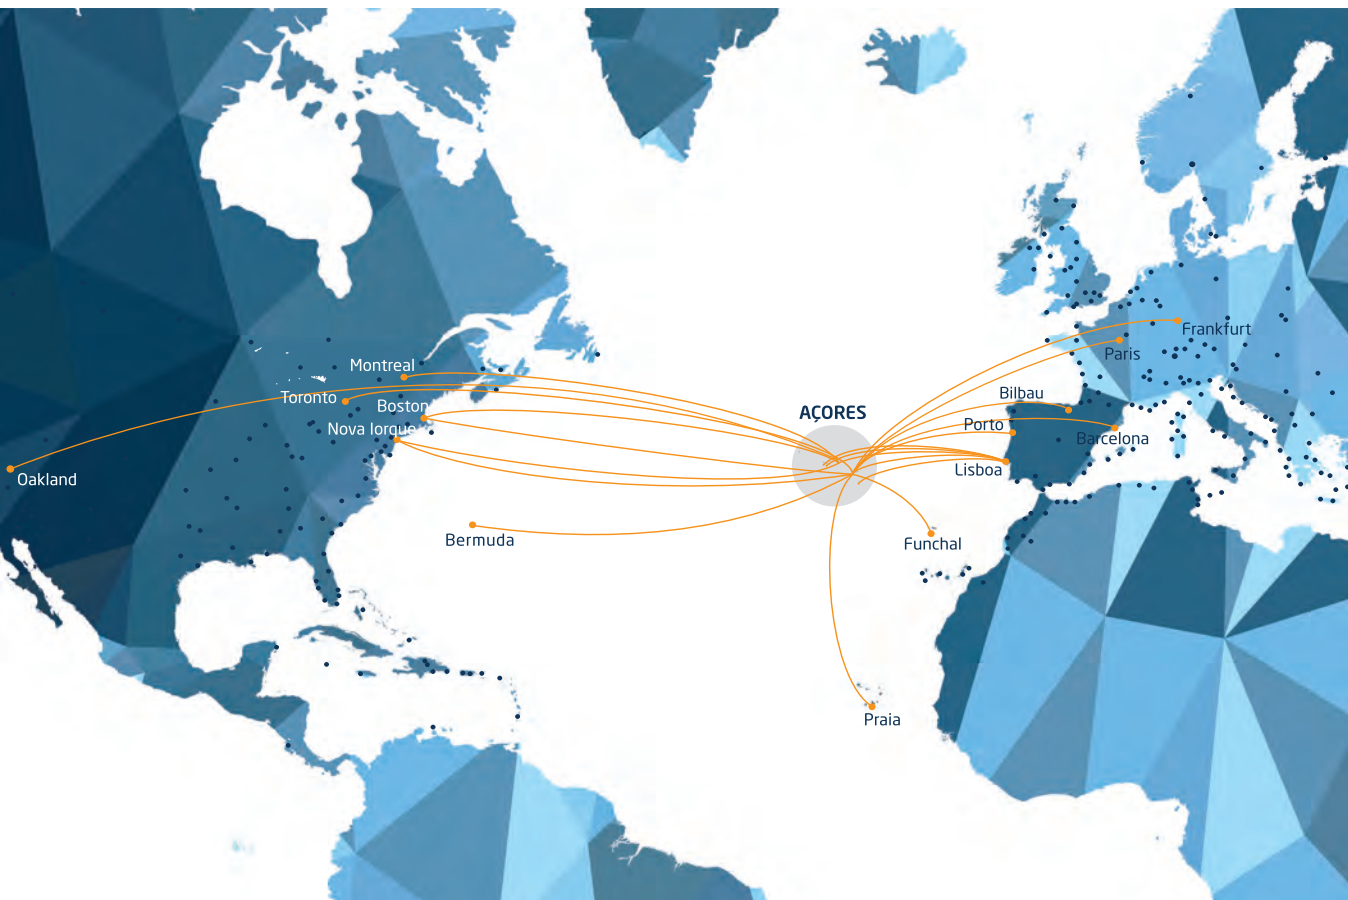 Frankfurt
Paris
Montreal
Bilbau
Toronto
Boston
AÇORES
Porto
Nova Iorque
Barcelona
Lisboa
Oakland
Bermuda
Funchal
Praia